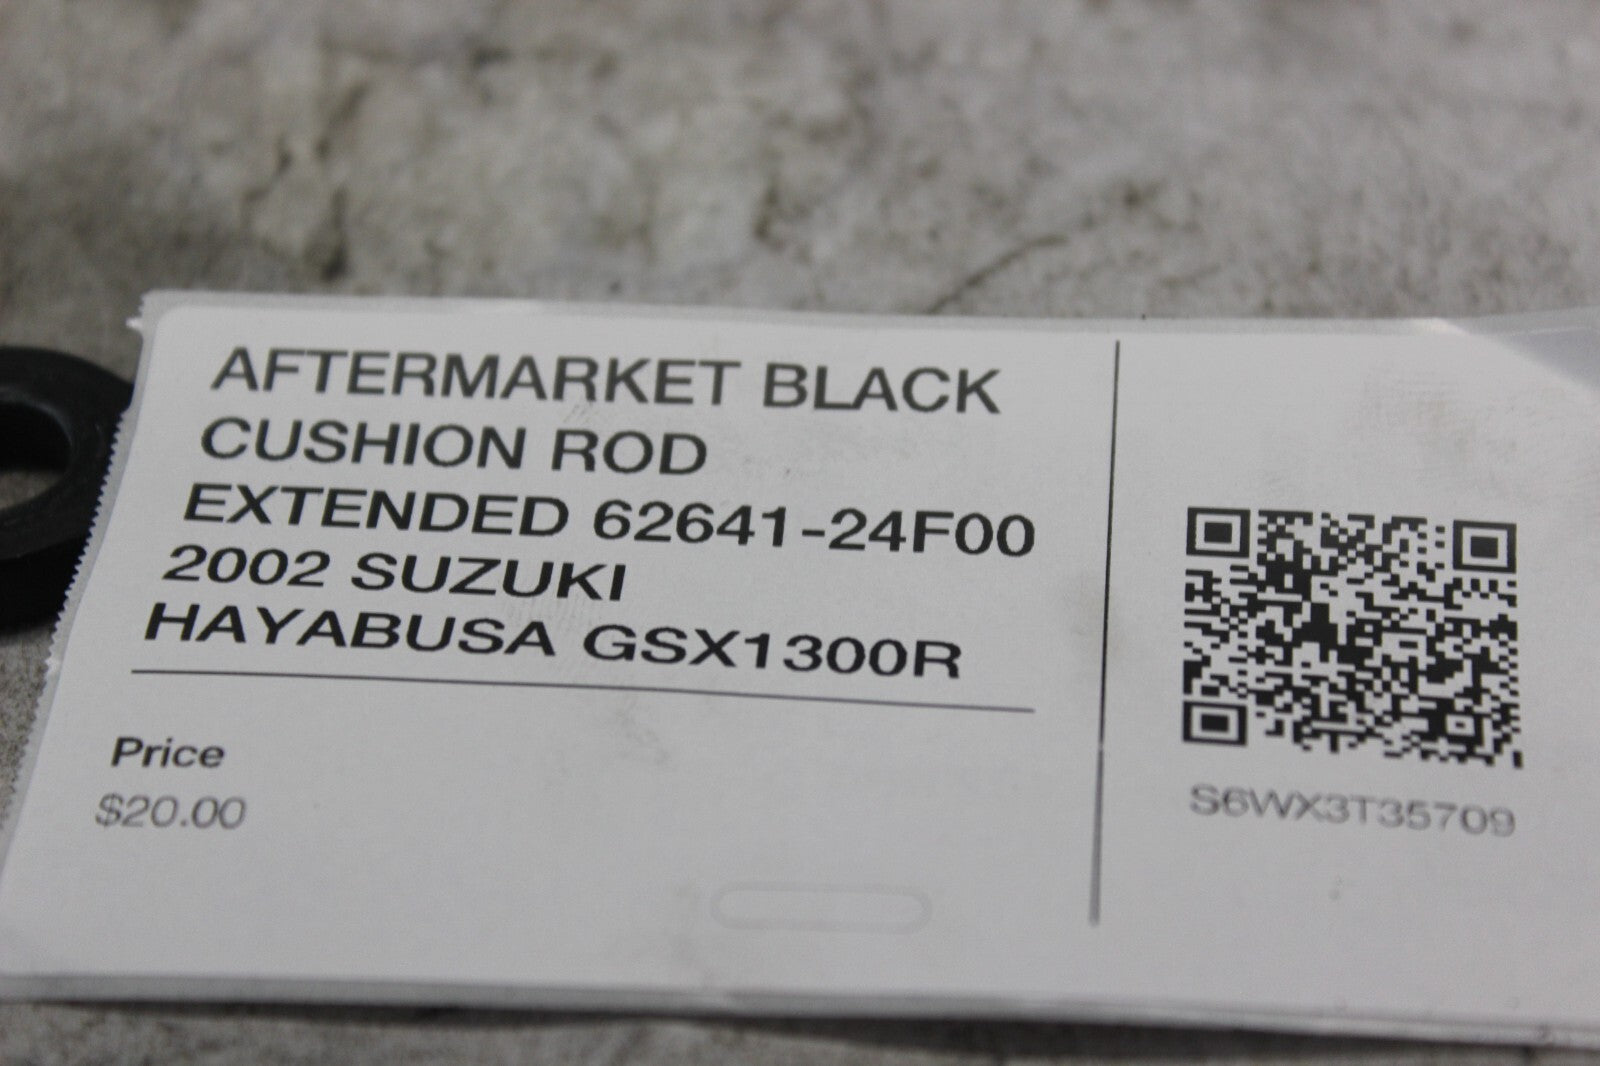 AFTERMARKET BLACK
CUSHION ROD
EXTENDED 62641-24F00
2002 SUZUKI
HAYABUSA GSX1300R
Price
$20.00
S6WX3T35709